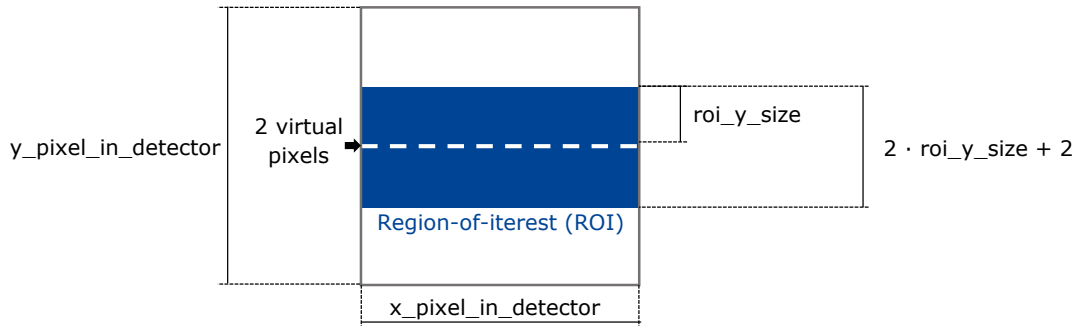 roi_y_size
2 virtual
pixels
y_pixel_in_detector
2 · roi_y_size + 2
Region-of-iterest (ROI)
x_pixel_in_detector